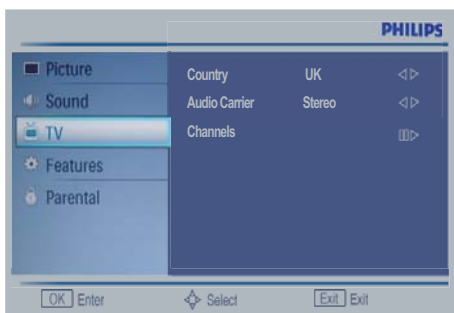 PHILIPS
Picture
Sound
TV
Features
Parental
Country UK
Audio Carrier Stereo
Channels
OK Enter Select Exit Exit